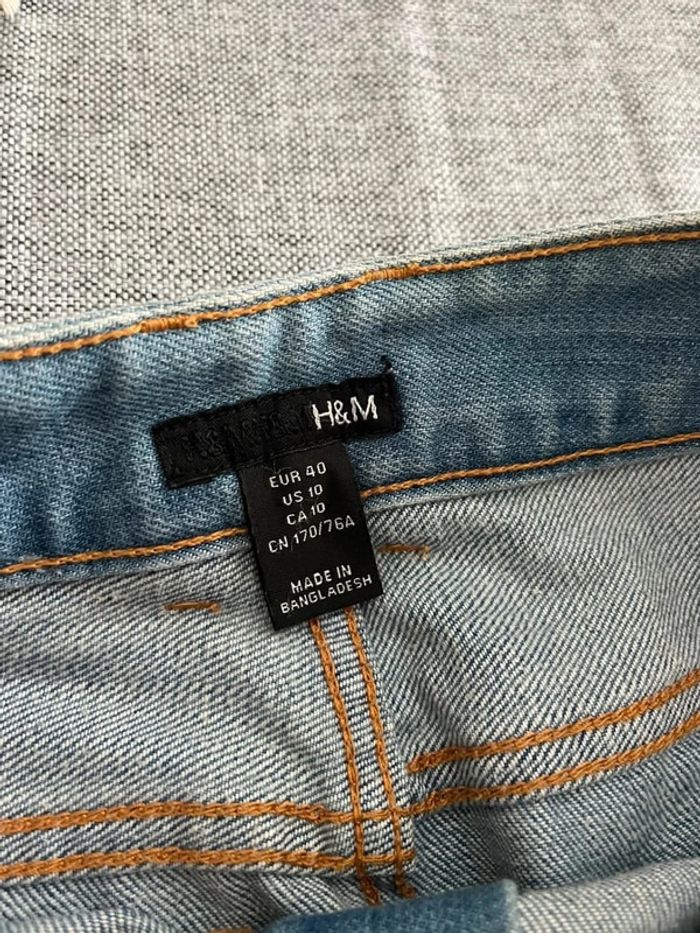 H&M
EUR 40
US 10
CA 10
CN 170/76A
MADE IN
BANGLADESH